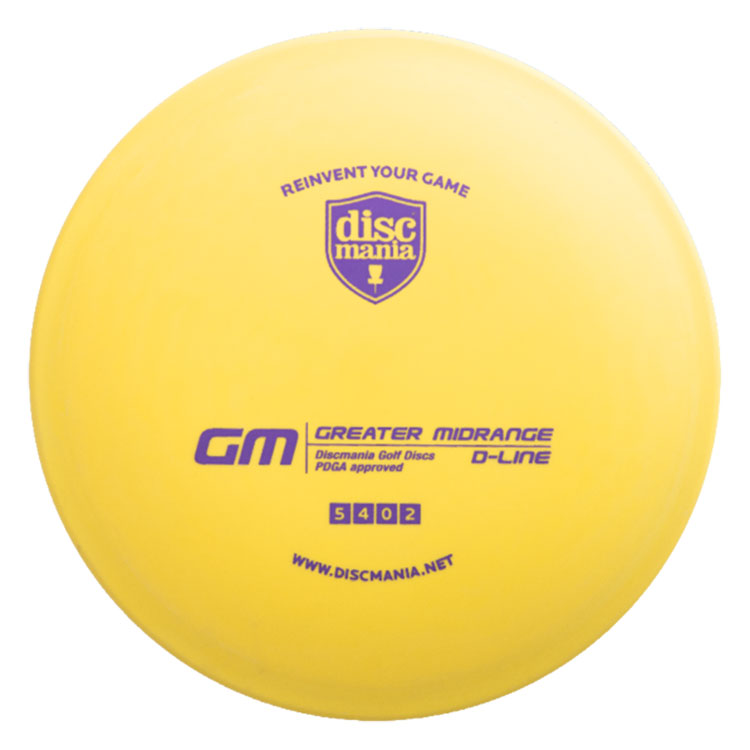 REINVENT YOUR GAME
disc
mania
GM
GREATER MIDRANGE
Discmania Golf Discs
PDGA approved
D-LINE
5 4 0 2
WWW.DISCMANIA.NET